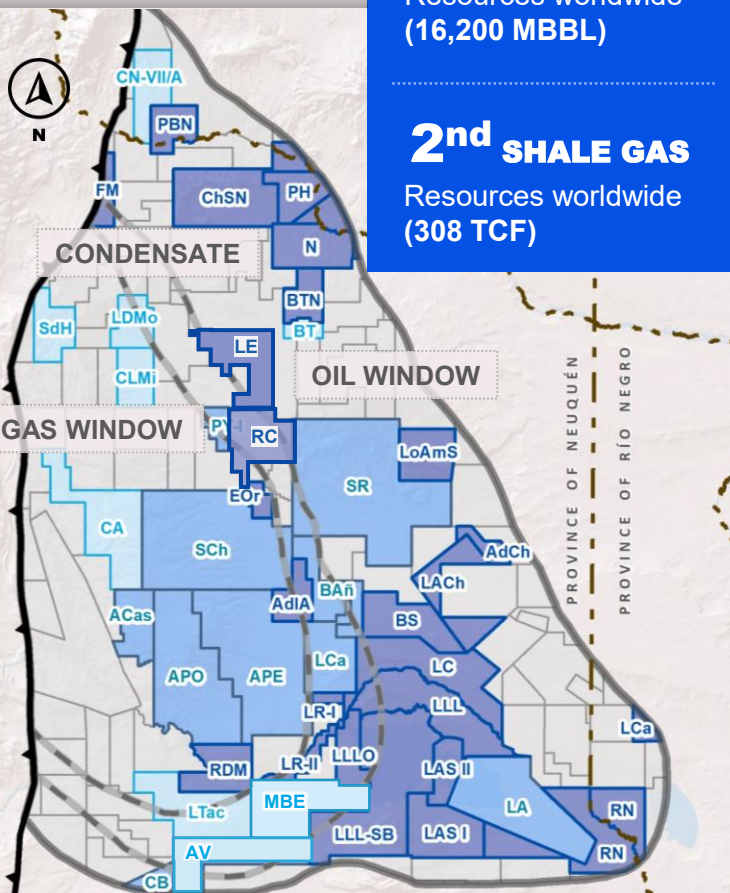 Resources worldwide
(16,200 MBBL)
2nd SHALE GAS
Resources worldwide
(308 TCF)
N
CN-VII/A
PBN
FM
ChSN
PH
CONDENSATE
N
BTN
SdH
LDMo
BT
LE
CLMi
OIL WINDOW
GAS WINDOW
PY-I
RC
LoAmS
EOr
SR
CA
SCh
AdCh
LACh
AdIA
BAñ
ACas
BS
APO
APE
LCa
LC
LR-I
LLL
LCa
RDM
LR-II
LLLO
LAS II
LTac
MBE
LA
RN
LLL-SB
LAS I
AV
RN
CB
PROVINCE OF NEUQUÉN
PROVINCE OF RÍO NEGRO